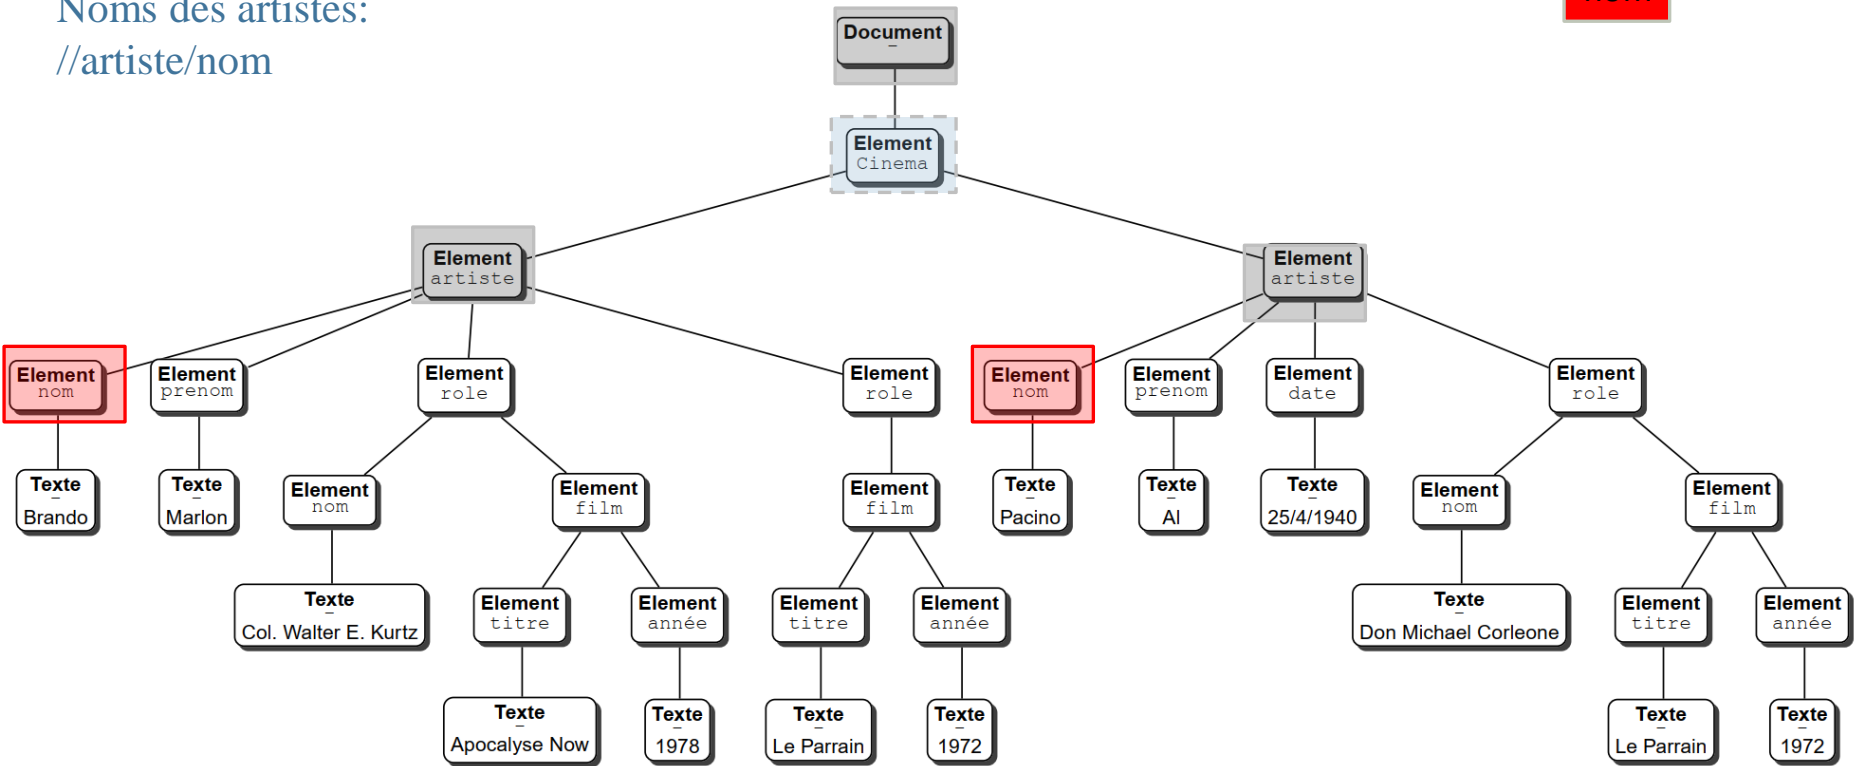 Noms des artistes:
//artiste/nom
nom
Document
–
Element
Cinema
Element
artiste
Element
artiste
Element
nom
Element
prenom
Element
role
Element
role
Element
nom
Element
prenom
Element
date
Element
role
Texte
–
Brando
Texte
–
Marlon
Element
nom
Element
film
Element
film
Texte
–
Pacino
Texte
–
Al
Texte
–
25/4/1940
Element
nom
Element
film
Texte
–
Col. Walter E. Kurtz
Element
titre
Element
année
Element
titre
Element
année
Texte
–
Don Michael Corleone
Element
titre
Element
année
Texte
–
Apocalyse Now
Texte
–
1978
Texte
–
Le Parrain
Texte
–
1972
Texte
–
Le Parrain
Texte
–
1972